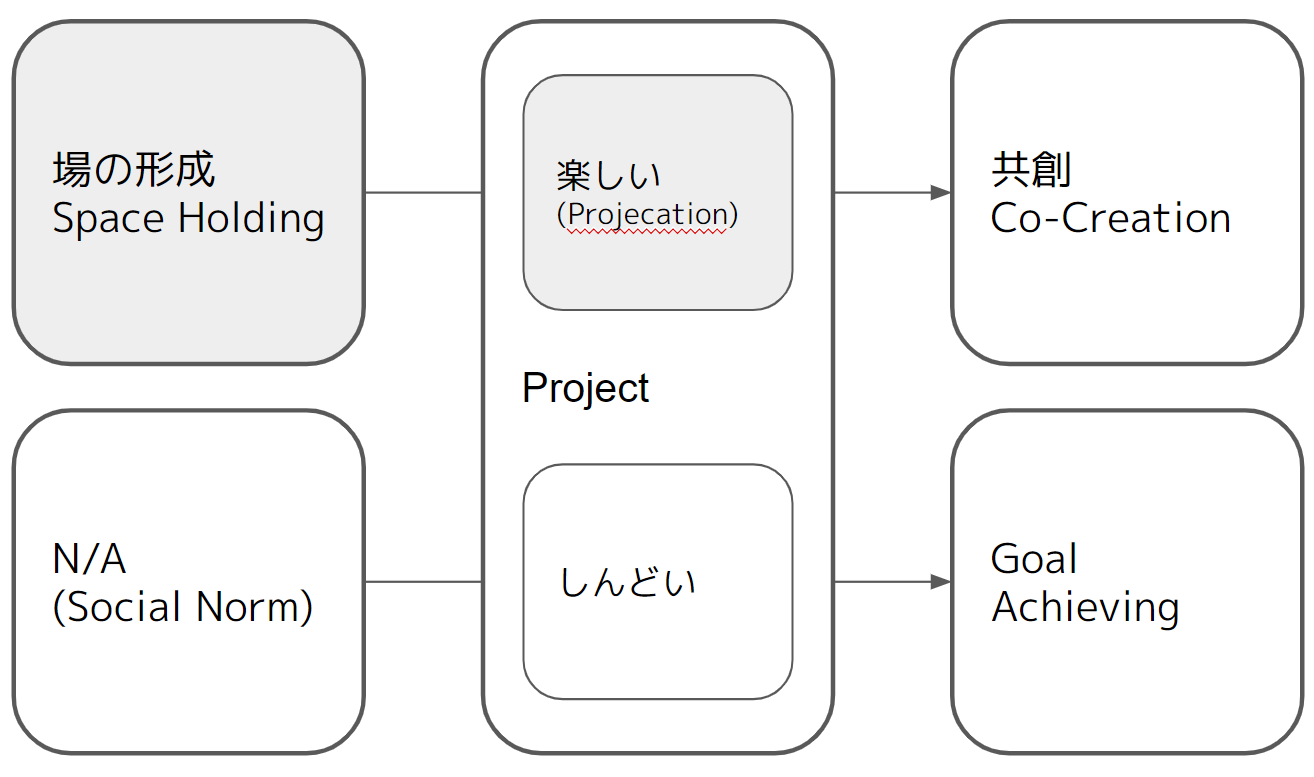 場の形成
Space Holding
楽しい
(Projecation)
共創
Co-Creation
Project
N/A
(Social Norm)
しんどい
Goal
Achieving